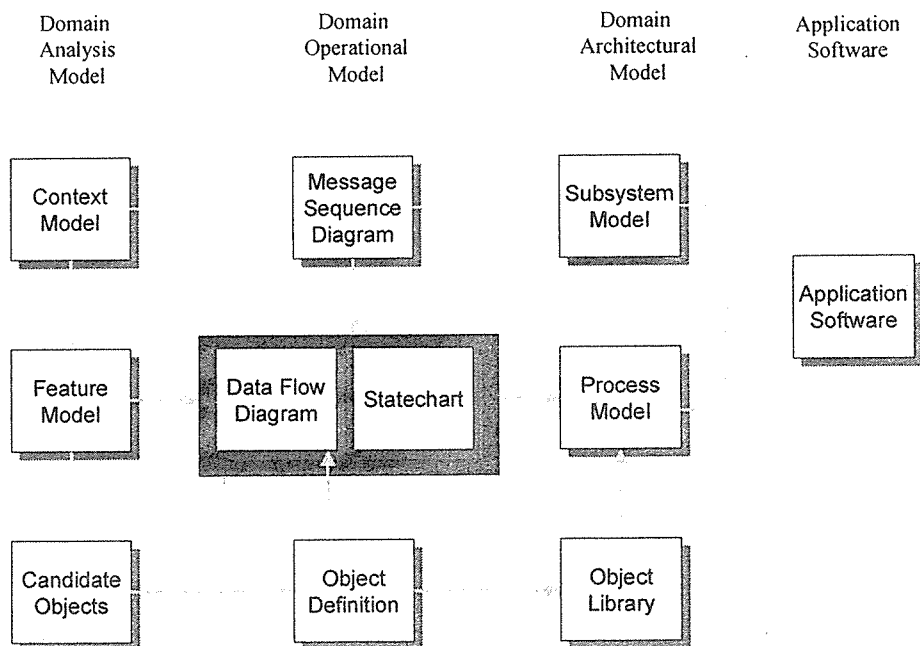 Domain
Analysis
Model
Domain
Operational
Model
Domain
Architectural
Model
Application
Software
Context
Model
Message
Sequence
Diagram
Subsystem
Model
Application
Software
Feature
Model
Data Flow
Diagram
Statechart
Process
Model
Candidate
Objects
Object
Definition
Object
Library